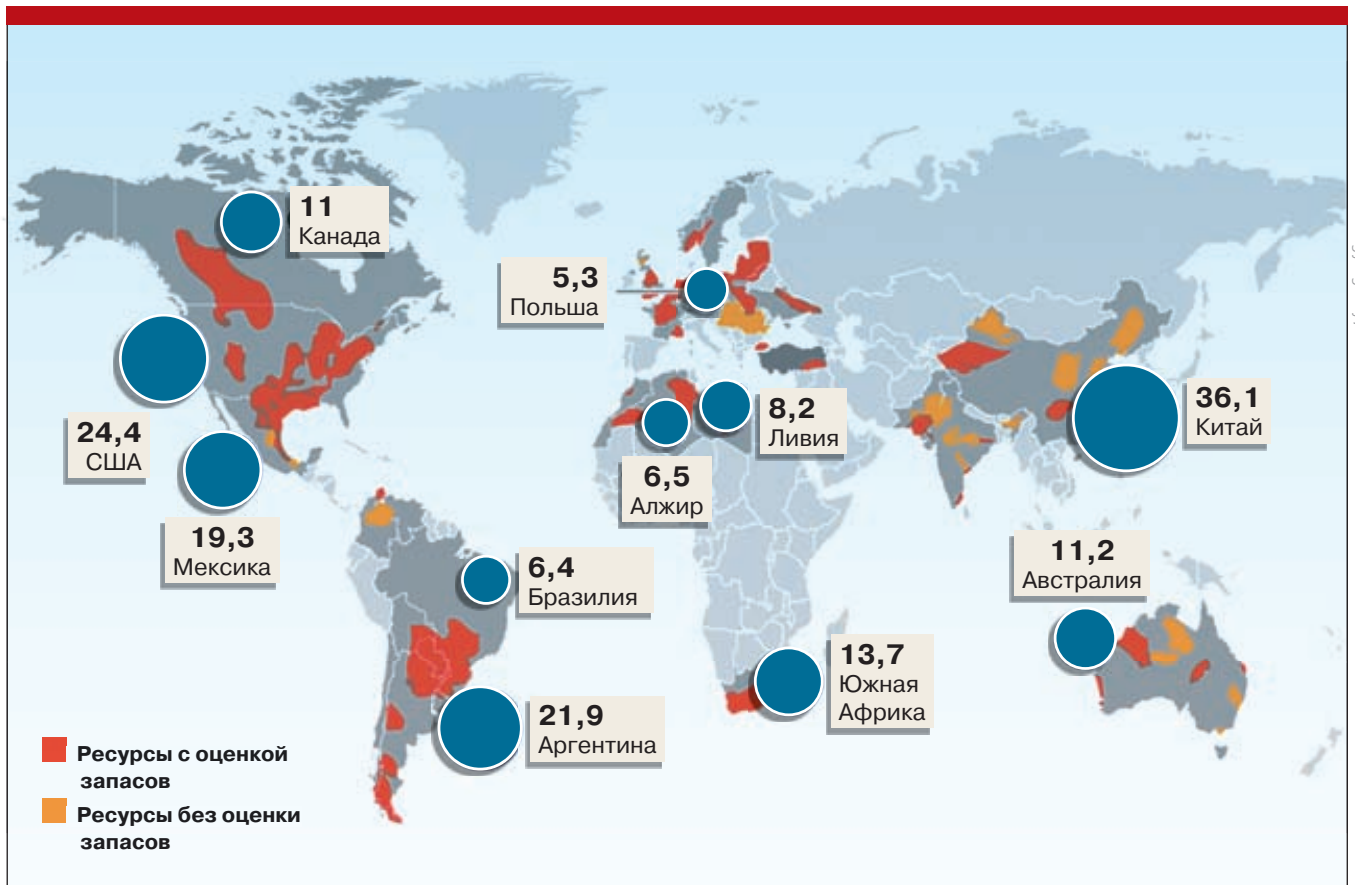 11
Канада
5,3
Польша
24,4
США
19,3
Мексика
8,2
Ливия
6,5
Алжир
36,1
Китай
6,4
Бразилия
11,2
Австралия
13,7
Южная
Африка
21,9
Аргентина
Ресурсы с оценкой
запасов
Ресурсы без оценки
запасов